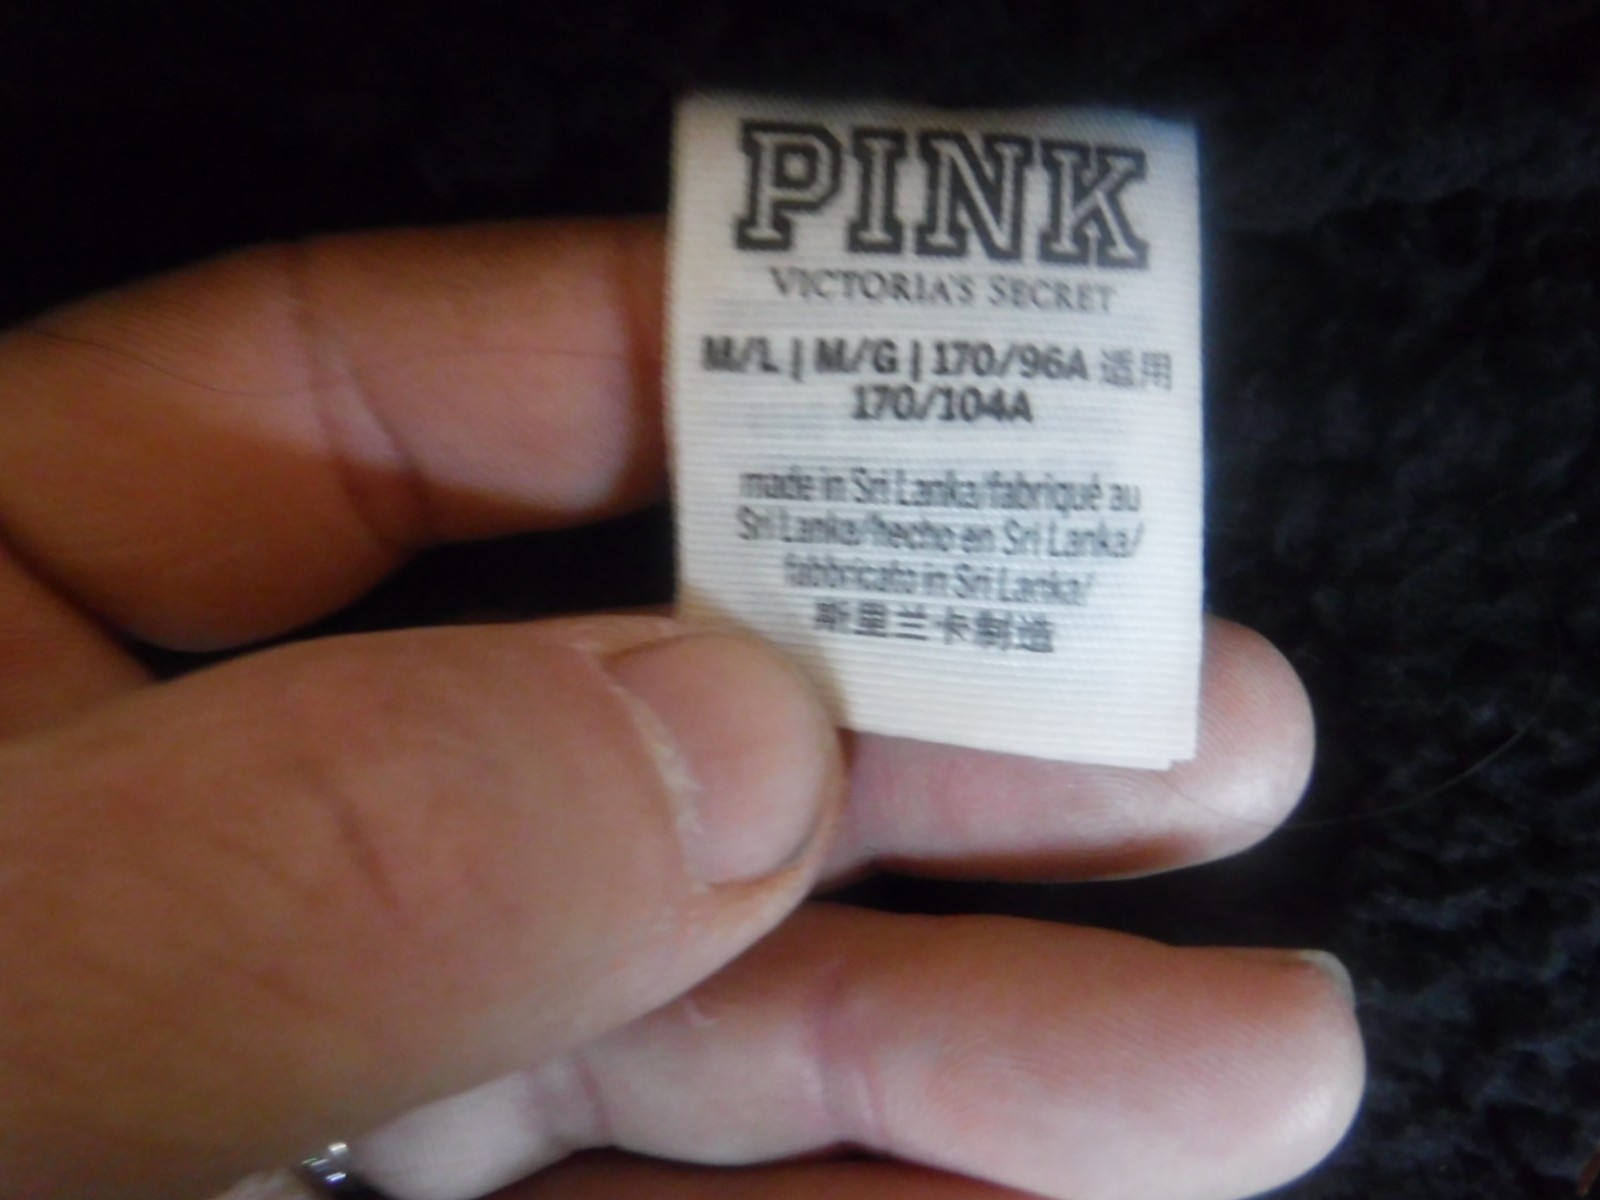 PINK
VICTORIA'S SECRET
M/L | M/G | 170/96A 适用
170/104A
made in Sri Lanka/fabriqué au
Sri Lanka/hecho en Sri Lanka/
fabbricato in Sri Lanka/
斯里兰卡制造